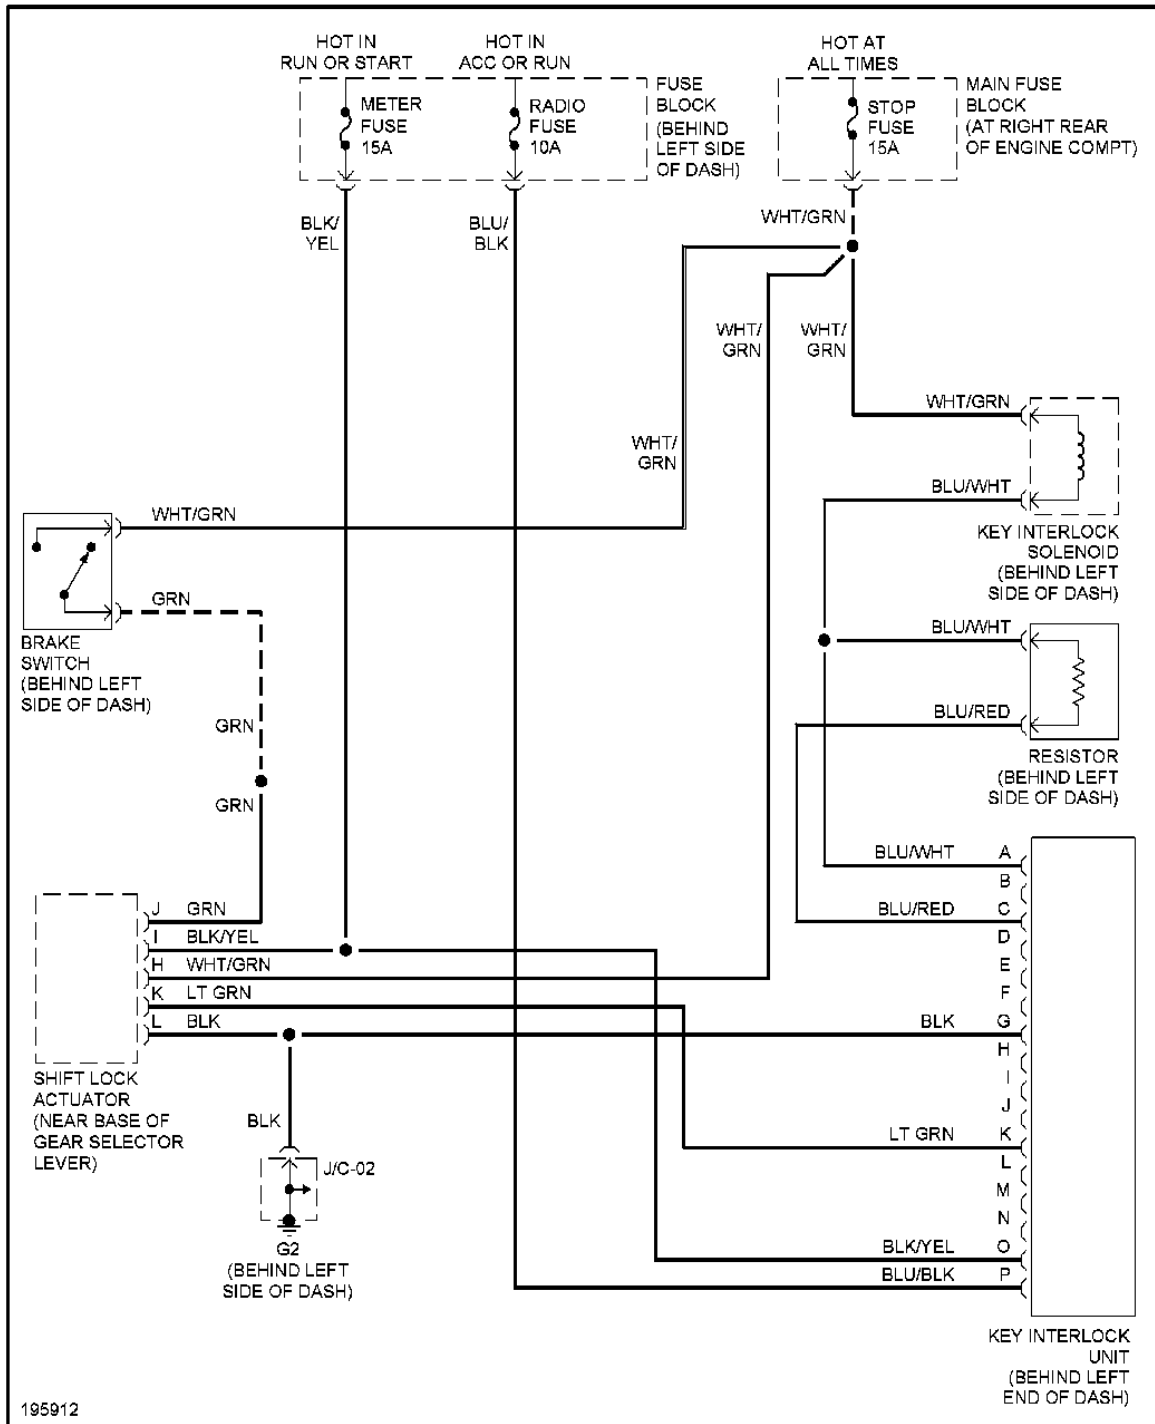 HOT IN
RUN OR START
HOT IN
ACC OR RUN
HOT AT
ALL TIMES
METER
FUSE
15A
RADIO
FUSE
10A
FUSE
BLOCK
(BEHIND
LEFT SIDE
OF DASH)
STOP
FUSE
15A
MAIN FUSE
BLOCK
(AT RIGHT REAR
OF ENGINE COMPT)
BLK/
YEL
BLU/
BLK
WHT/GRN
WHT/
GRN
WHT/
GRN
WHT/GRN
WHT/
GRN
BLU/WHT
KEY INTERLOCK
SOLENOID
(BEHIND LEFT
SIDE OF DASH)
WHT/GRN
GRN
BRAKE
SWITCH
(BEHIND LEFT
SIDE OF DASH)
BLU/WHT
BLU/RED
RESISTOR
(BEHIND LEFT
SIDE OF DASH)
GRN
GRN
J GRN
I BLK/YEL
H WHT/GRN
K LT GRN
L BLK
SHIFT LOCK
ACTUATOR
(NEAR BASE OF
GEAR SELECTOR
LEVER)
BLK
J/C-02
G2
(BEHIND LEFT
SIDE OF DASH)
BLU/WHT A
B
BLU/RED C
D
E
F
BLK G
H
I
J
LT GRN K
L
M
N
BLK/YEL O
BLU/BLK P
KEY INTERLOCK
UNIT
(BEHIND LEFT
END OF DASH)
195912